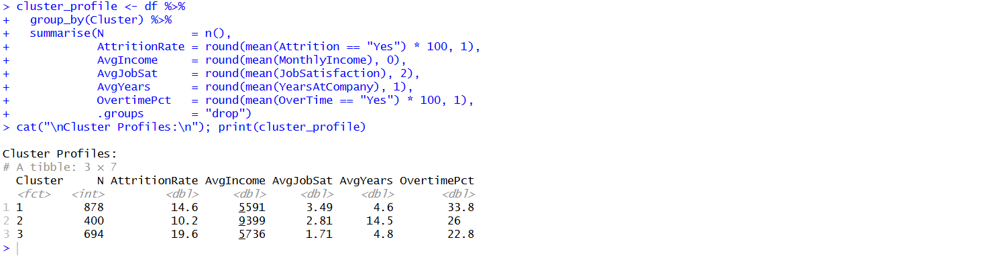 > cluster_profile <- df %>%
+   group_by(Cluster) %>%
+   summarise(N             = n(),
+             AttritionRate = round(mean(Attrition == "Yes") * 100, 1),
+             AvgIncome     = round(mean(MonthlyIncome), 0),
+             AvgJobSat     = round(mean(JobSatisfaction), 2),
+             AvgYears      = round(mean(YearsAtCompany), 1),
+             OvertimePct   = round(mean(OverTime == "Yes") * 100, 1),
+             .groups       = "drop")
> cat("\nCluster Profiles:\n"); print(cluster_profile)

Cluster Profiles:
# A tibble: 3 × 7
  Cluster     N AttritionRate AvgIncome AvgJobSat AvgYears OvertimePct
  <fct>   <int>         <dbl>     <dbl>     <dbl>    <dbl>       <dbl>
1 1         878          14.6      5591      3.49      4.6        33.8
2 2         400          10.2      9399      2.81     14.5        26
3 3         694          19.6      5736      1.71      4.8        22.8
>